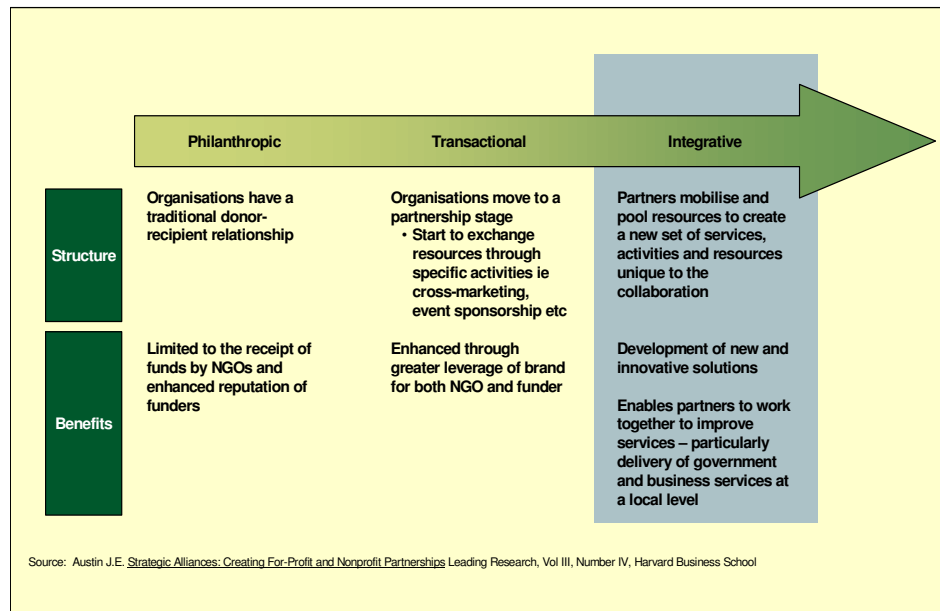 Philanthropic
Transactional
Integrative
Structure
Organisations have a
traditional donor-
recipient relationship
Organisations move to a
partnership stage
• Start to exchange
resources through
specific activities ie
cross-marketing,
event sponsorship etc
Partners mobilise and
pool resources to create
a new set of services,
activities and resources
unique to the
collaboration
Benefits
Limited to the receipt of
funds by NGOs and
enhanced reputation of
funders
Enhanced through
greater leverage of brand
for both NGO and funder
Development of new and
innovative solutions
Enables partners to work
together to improve
services – particularly
delivery of government
and business services at
a local level
Source: Austin J.E. Strategic Alliances: Creating For-Profit and Nonprofit Partnerships Leading Research, Vol III, Number IV, Harvard Business School